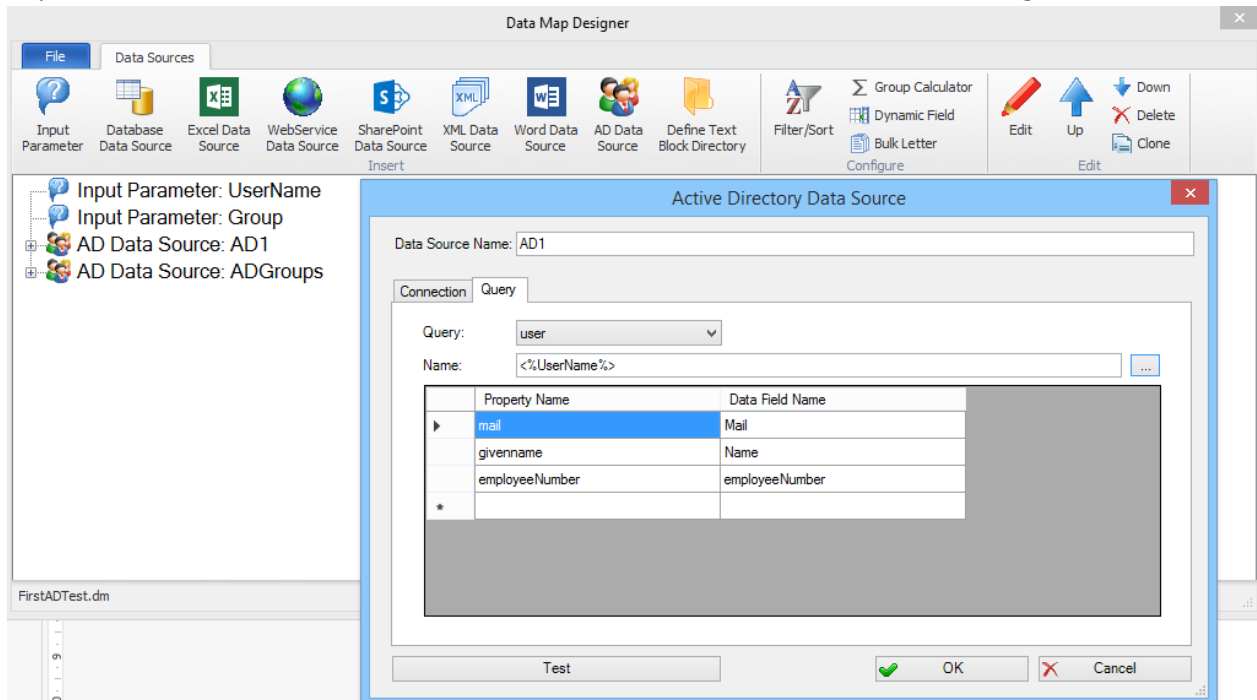 Data Map Designer
File Data Sources
Input Parameter
Database Data Source
Excel Data Source
WebService Data Source
SharePoint Data Source
XML Data Source
Word Data Source
AD Data Source
Define Text Block Directory
Insert
Filter/Sort
Group Calculator
Dynamic Field
Bulk Letter
Configure
Edit
Up
Down
Delete
Clone
Edit
Input Parameter: UserName
Input Parameter: Group
AD Data Source: AD1
AD Data Source: ADGroups
FirstADTest.dm
Active Directory Data Source
Data Source Name: AD1
Connection Query
Query: user
Name: <%UserName%> ...
Property Name Data Field Name
mail Mail
givenname Name
employeeNumber employeeNumber
*
Test OK Cancel